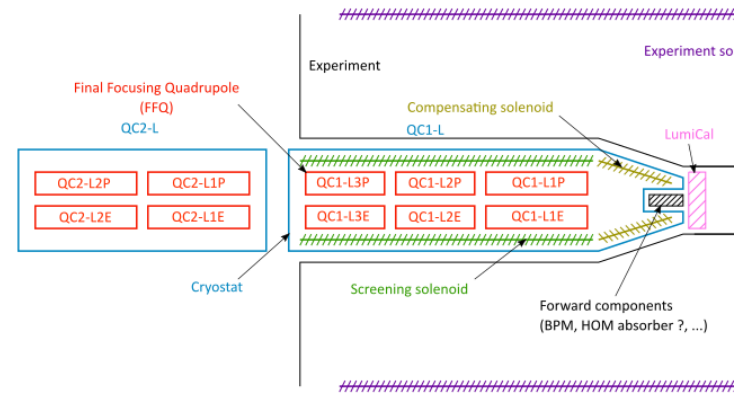 Experiment so
Experiment
Final Focusing Quadrupole
(FFQ)
Compensating solenoid
QC2-L
QC1-L
LumiCal
QC2-L2P
QC2-L1P
QC1-L3P
QC1-L2P
QC1-L1P
QC2-L2E
QC2-L1E
QC1-L3E
QC1-L2E
QC1-L1E
Cryostat
Screening solenoid
Forward components
(BPM, HOM absorber ?, ...)